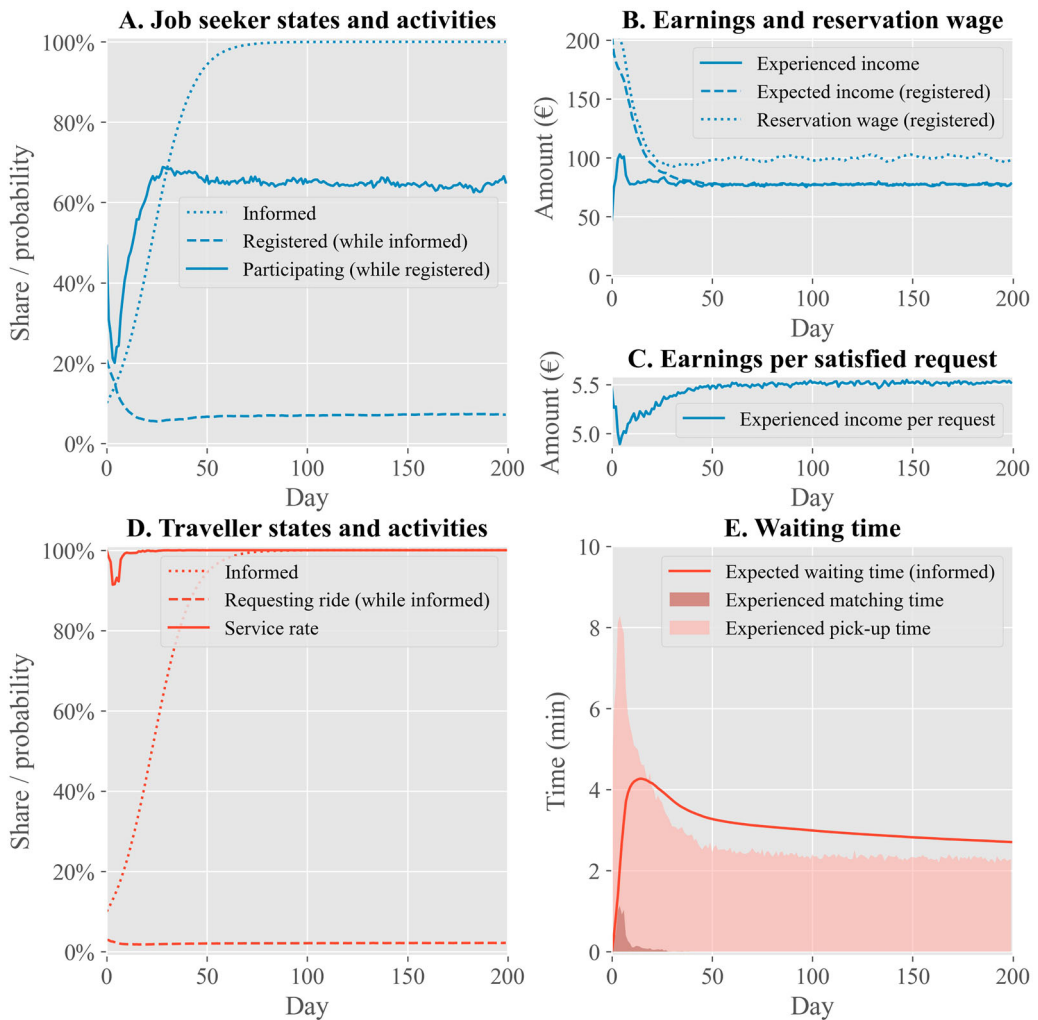 A. Job seeker states and activities
100%
80%
60%
40%
20%
0%
Share / probability
Informed
Registered (while informed)
Participating (while registered)
0
50
100
150
200
Day
B. Earnings and reservation wage
200
150
100
50
0
Amount (€)
Experienced income
Expected income (registered)
Reservation wage (registered)
0
50
100
150
200
Day
C. Earnings per satisfied request
5.5
5.0
Amount (€)
Experienced income per request
0
50
100
150
200
Day
D. Traveller states and activities
100%
80%
60%
40%
20%
0%
Share / probability
Informed
Requesting ride (while informed)
Service rate
0
50
100
150
200
Day
E. Waiting time
10
8
6
4
2
0
Time (min)
Expected waiting time (informed)
Experienced matching time
Experienced pick-up time
0
50
100
150
200
Day